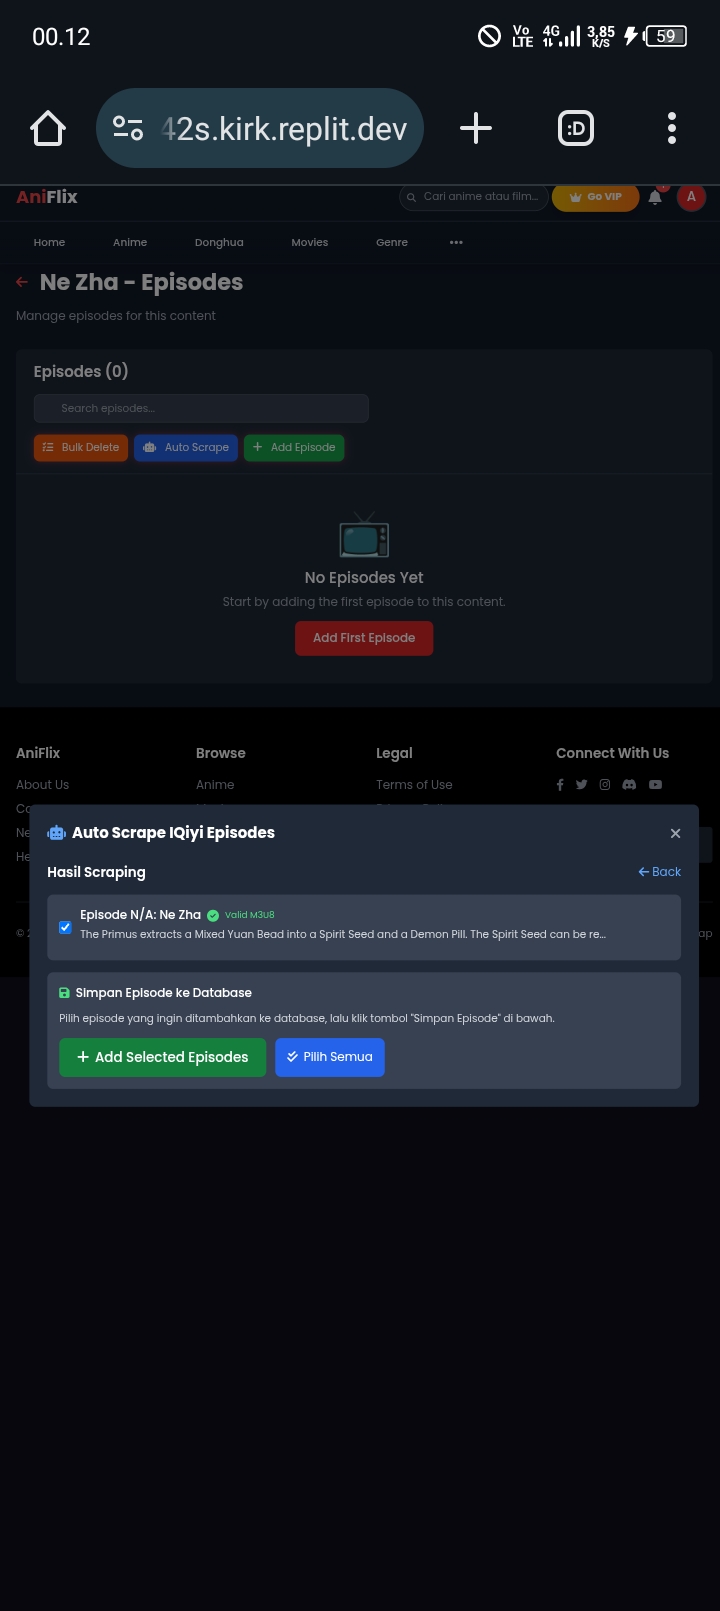 00.12
Vo LTE 4G 3,85 K/S 59
42s.kirk.replit.dev
:D
AniFlix
Cari anime atau film...
Go VIP
A
Home Anime Donghua Movies Genre •••
← Ne Zha - Episodes
Manage episodes for this content
Episodes (0)
Search episodes...
Bulk Delete Auto Scrape + Add Episode
No Episodes Yet
Start by adding the first episode to this content.
Add First Episode
AniFlix Browse Legal Connect With Us
About Us Anime Terms of Use
Co
Ne
He
Auto Scrape IQiyi Episodes
Hasil Scraping
← Back
Episode N/A: Ne Zha Valid M3U8
The Primus extracts a Mixed Yuan Bead into a Spirit Seed and a Demon Pill. The Spirit Seed can be re...
Simpan Episode ke Database
Pilih episode yang ingin ditambahkan ke database, lalu klik tombol "Simpan Episode" di bawah.
+ Add Selected Episodes Pilih Semua
© 2
ap